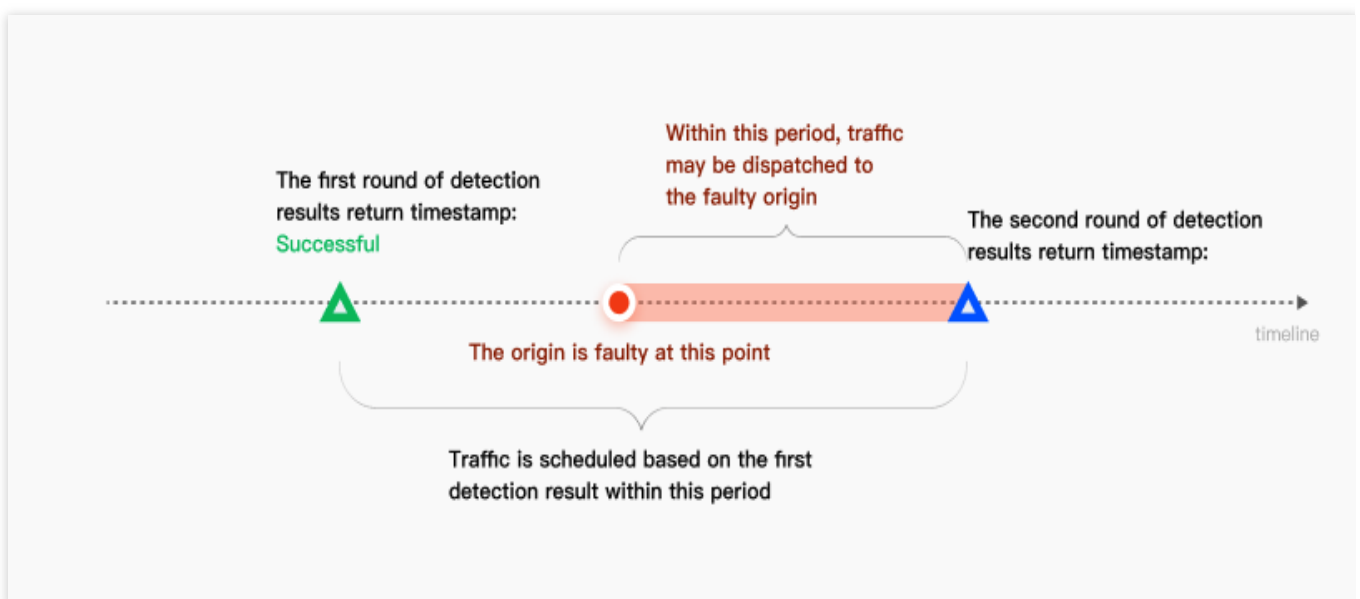 Within this period, traffic
may be dispatched to
the faulty origin
The first round of detection
results return timestamp:
Successful
The second round of detection
results return timestamp:
timeline
The origin is faulty at this point
Traffic is scheduled based on the first
detection result within this period